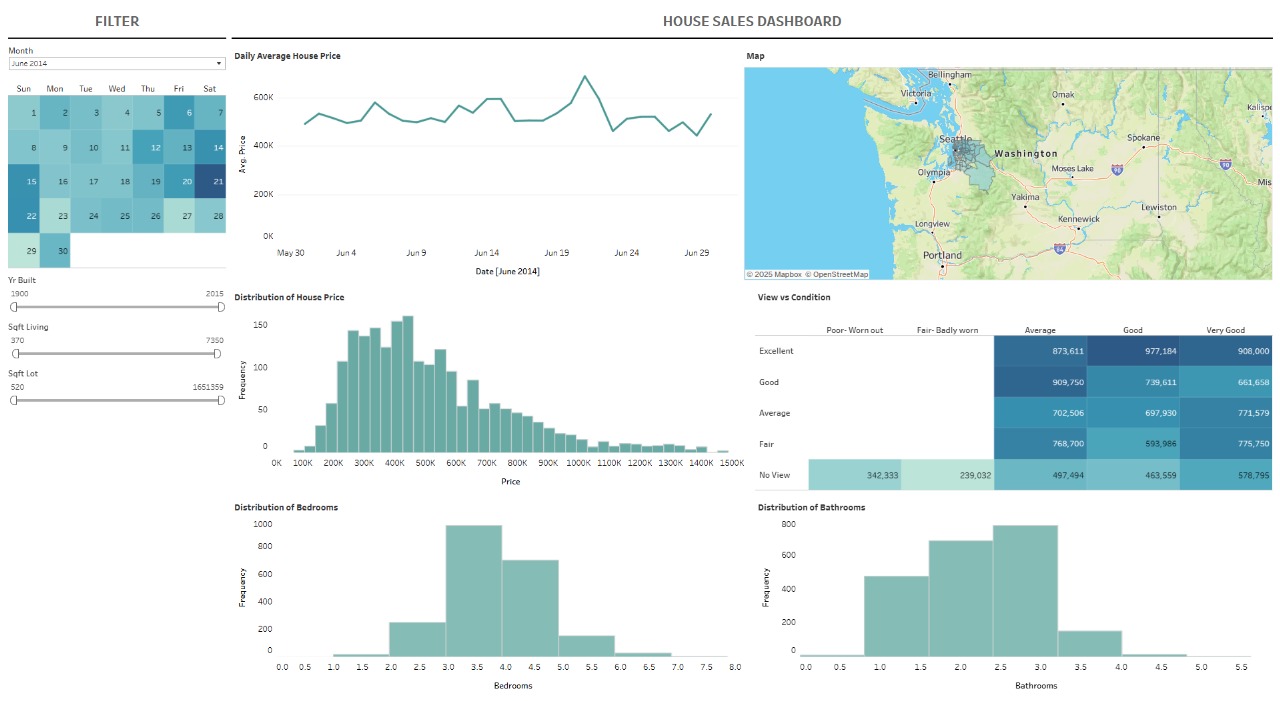 FILTER
HOUSE SALES DASHBOARD
Month
June 2014
Sun Mon Tue Wed Thu Fri Sat
1 2 3 4 5 6 7
8 9 10 11 12 13 14
15 16 17 18 19 20 21
22 23 24 25 26 27 28
29 30
Yr Built
1900 2015
Sqft Living
370 7350
Sqft Lot
520 1651359
Daily Average House Price
Avg. Price
600K
400K
200K
0K
May 30 Jun 4 Jun 9 Jun 14 Jun 19 Jun 24 Jun 29
Date [June 2014]
Map
Bellingham
Victoria
Omak
Kalispe
Seattle
Spokane
Washington
Olympia
Moses Lake
90
90
Mis
Yakima
Lewiston
Longview
Kennewick
84
Portland
© 2025 Mapbox © OpenStreetMap
Distribution of House Price
Frequency
150
100
50
0
0K 100K 200K 300K 400K 500K 600K 700K 800K 900K 1000K 1100K 1200K 1300K 1400K 1500K
Price
View vs Condition
Poor- Worn out Fair- Badly worn Average Good Very Good
Excellent 873,611 977,184 908,000
Good 909,750 739,611 661,658
Average 702,506 697,930 771,579
Fair 768,700 593,986 775,750
No View 342,333 239,032 497,494 463,559 578,795
Distribution of Bedrooms
Frequency
1000
800
600
400
200
0
0.0 0.5 1.0 1.5 2.0 2.5 3.0 3.5 4.0 4.5 5.0 5.5 6.0 6.5 7.0 7.5 8.0
Bedrooms
Distribution of Bathrooms
Frequency
800
600
400
200
0
0.0 0.5 1.0 1.5 2.0 2.5 3.0 3.5 4.0 4.5 5.0 5.5
Bathrooms